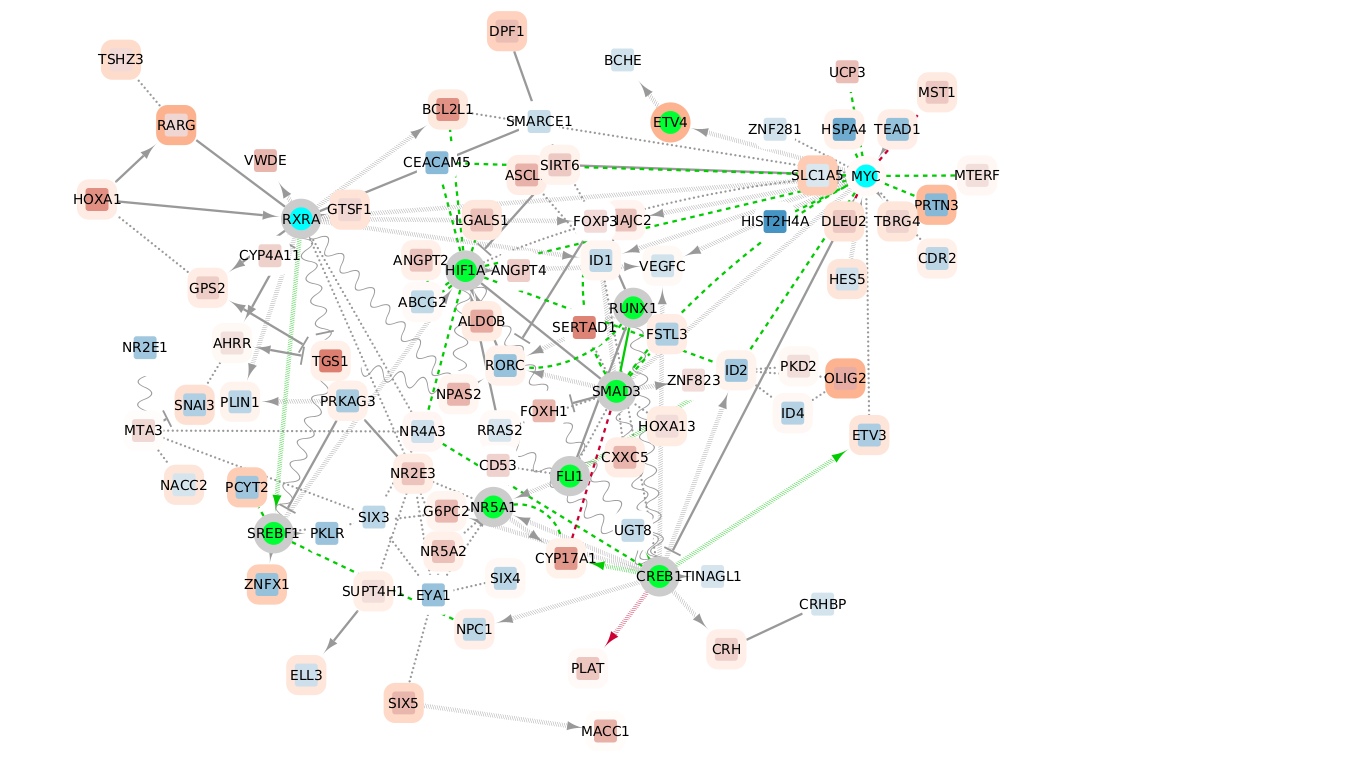 DPF1
TSHZ3
BCHE
UCP3
MST1
BCL2L1
SMARCE1
ETV4
RARG
ZNF281
HSPA4
TEAD1
VWDE
CEACAM5
SIRT6
ASCL
SLC1A5
MYC
MTERF
HOXA1
PRTN3
GTSF1
RXRA
LGALS1
FOXP3
AJC2
HIST2H4A
DLEU2
TBRG4
CYP4A11
ANGPT2
HIF1A
ANGPT4
ID1
VEGFC
CDR2
HES5
GPS2
ABCG2
RUNX1
ALDOB
SERTAD1
FSTL3
NR2E1
AHRR
TGS1
RORC
ID2
PKD2
OLIG2
ZNF823
SMAD3
NPAS2
SNAI3
PLIN1
PRKAG3
FOXH1
ID4
MTA3
NR4A3
RRAS2
HOXA13
ETV3
CXXC5
CD53
NR2E3
FLI1
NACC2
PCYT2
G6PC2
NR5A1
SIX3
SREBF1
PKLR
UGT8
NR5A2
CYP17A1
SIX4
CREB1
TINAGL1
ZNFX1
SUPT4H1
EYA1
CRHBP
NPC1
CRH
ELL3
PLAT
SIX5
MACC1